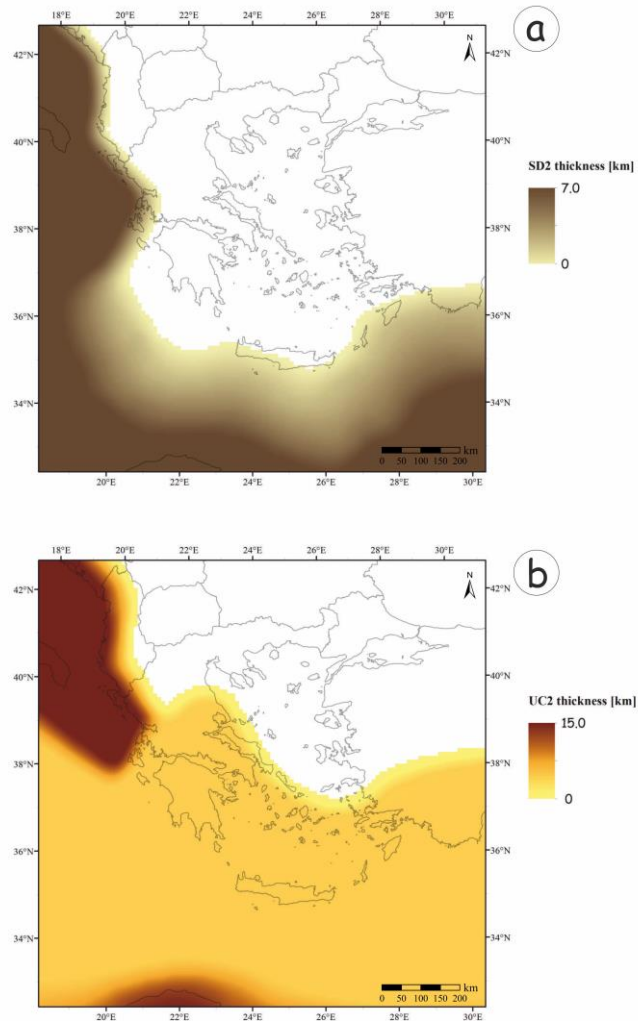 18°E 20°E 22°E 24°E 26°E 28°E 30°E
a
42°N 42°N
N
40°N 40°N
SD2 thickness [km]
7.0
38°N 38°N
0
36°N 36°N
34°N 34°N
km
0 50 100 150 200
20°E 22°E 24°E 26°E 28°E 30°E
18°E 20°E 22°E 24°E 26°E 28°E 30°E
b
42°N 42°N
N
40°N 40°N
UC2 thickness [km]
15.0
38°N 38°N
0
36°N 36°N
34°N 34°N
km
0 50 100 150 200
20°E 22°E 24°E 26°E 28°E 30°E